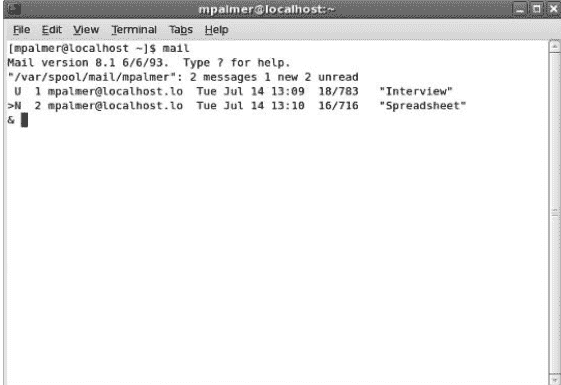 mpalmer@localhost:~
File Edit View Terminal Tabs Help
[mpalmer@localhost ~]$ mail
Mail version 8.1 6/6/93.  Type ? for help.
"/var/spool/mail/mpalmer": 2 messages 1 new 2 unread
 U  1 mpalmer@localhost.lo  Tue Jul 14 13:09  18/783   "Interview"
>N  2 mpalmer@localhost.lo  Tue Jul 14 13:10  16/716   "Spreadsheet"
&